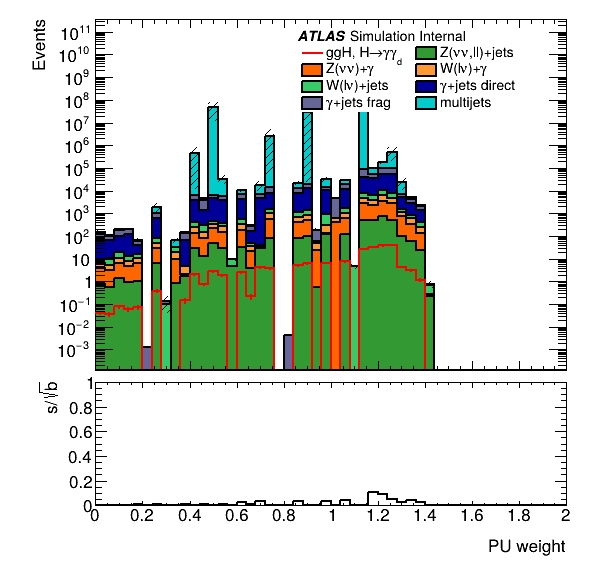 Events
ATLAS Simulation Internal
ggH, H→γγ_d
Z(νν,ll)+jets
Z(νν)+γ
W(lν)+γ
W(lν)+jets
γ+jets direct
γ+jets frag
multijets
10^11
10^10
10^9
10^8
10^7
10^6
10^5
10^4
10^3
10^2
10
1
10^−1
10^−2
10^−3
s/√b
1
0.8
0.6
0.4
0.2
0
0 0.2 0.4 0.6 0.8 1 1.2 1.4 1.6 1.8 2
PU weight